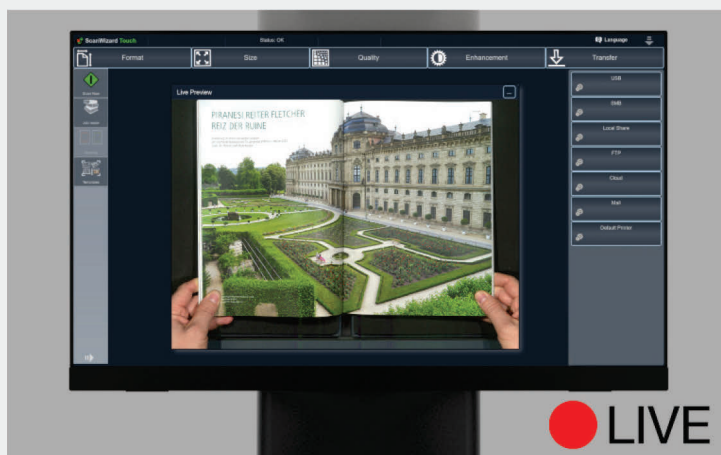 ScanWizard Touch
Status: OK
Language
Format
Size
Quality
Enhancement
Transfer
Live Preview
USB
SMB
Local Share
FTP
Cloud
Mail
Default Printer
PIRANESI REITER FLETCHER
REIZ DER RUINE
LIVE